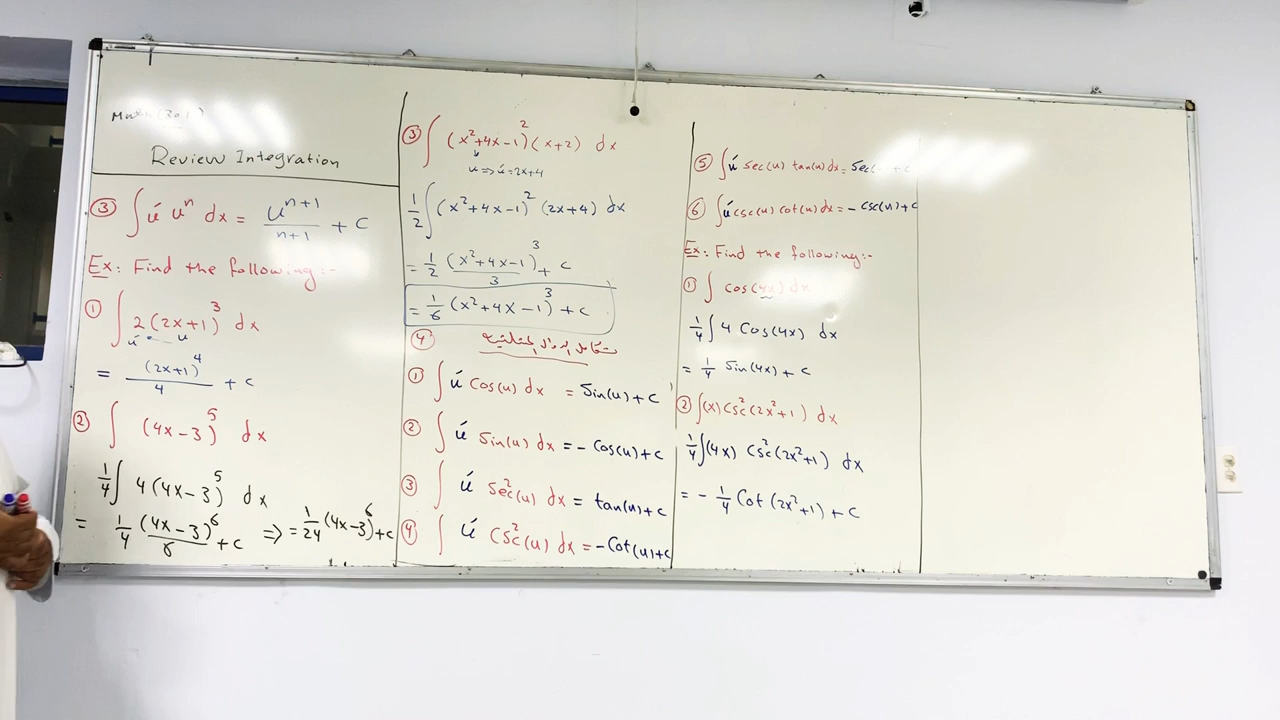 Math (201)
Review Integration
③ ∫ ú uⁿ dx = uⁿ⁺¹/n+1 + c
Ex: Find the following:-
① ∫ 2(2x+1)³ dx
ú u
= (2x+1)⁴/4 + c
② ∫ (4x-3)⁵ dx
1/4 ∫ 4(4x-3)⁵ dx
= 1/4 (4x-3)⁶/6 + c ⇒ = 1/24 (4x-3)⁶ + c
③ ∫ (x²+4x-1)² (x+2) dx
u ⇒ ú = 2x+4
1/2 ∫ (x²+4x-1)² (2x+4) dx
= 1/2 (x²+4x-1)³/3 + c
= 1/6 (x²+4x-1)³ + c
④
① ∫ ú Cos(u) dx = Sin(u) + c
② ∫ ú Sin(u) dx = - Cos(u) + c
③ ∫ ú Sec²(u) dx = tan(u) + c
④ ∫ ú Csc²(u) dx = -Cot(u) + c
⑤ ∫ ú Sec(u) tan(u) dx = Sec + c
⑥ ∫ ú csc(u) cot(u) dx = - csc(u) + c
Ex: Find the following:-
① ∫ cos(4x) dx
1/4 ∫ 4 Cos(4x) dx
= 1/4 Sin(4x) + c
② ∫ (x) Csc²(2x²+1) dx
1/4 ∫ (4x) Csc²(2x²+1) dx
= - 1/4 Cot(2x²+1) + c